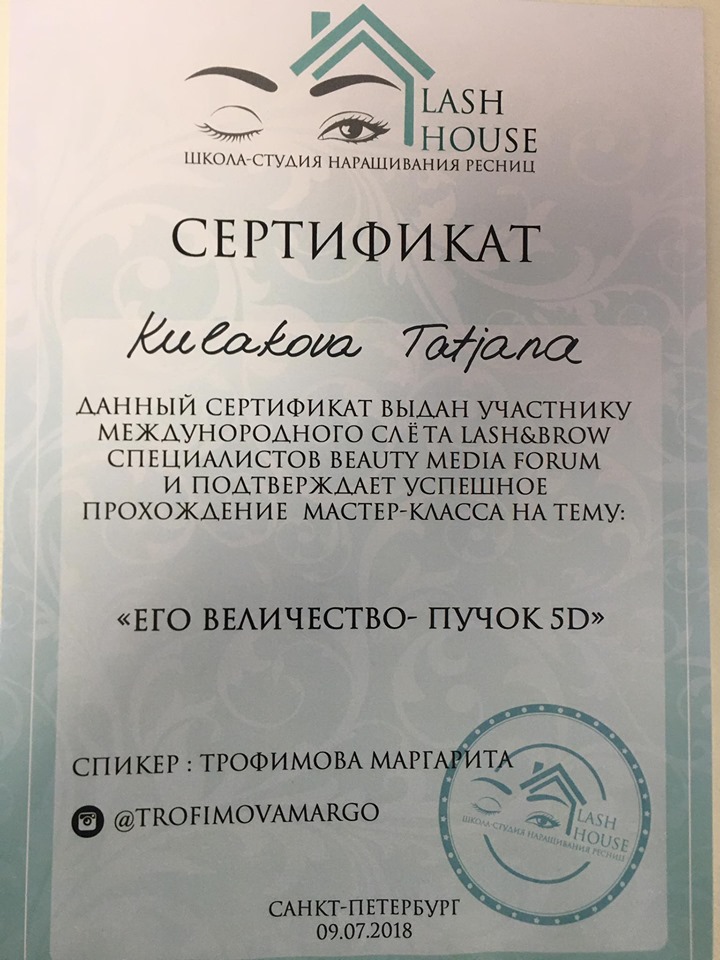 LASH
HOUSE
ШКОЛА-СТУДИЯ НАРАЩИВАНИЯ РЕСНИЦ
СЕРТИФИКАТ
Kulakova Tatjana
ДАННЫЙ СЕРТИФИКАТ ВЫДАН УЧАСТНИКУ
МЕЖДУНОРОДНОГО СЛЁТА LASH&BROW
СПЕЦИАЛИСТОВ BEAUTY MEDIA FORUM
И ПОДТВЕРЖДАЕТ УСПЕШНОЕ
ПРОХОЖДЕНИЕ МАСТЕР-КЛАССА НА ТЕМУ:
«ЕГО ВЕЛИЧЕСТВО- ПУЧОК 5D»
СПИКЕР : ТРОФИМОВА МАРГАРИТА
@TROFIMOVAMARGO
LASH
HOUSE
ШКОЛА-СТУДИЯ НАРАЩИВАНИЯ РЕСНИЦ
САНКТ-ПЕТЕРБУРГ
09.07.2018